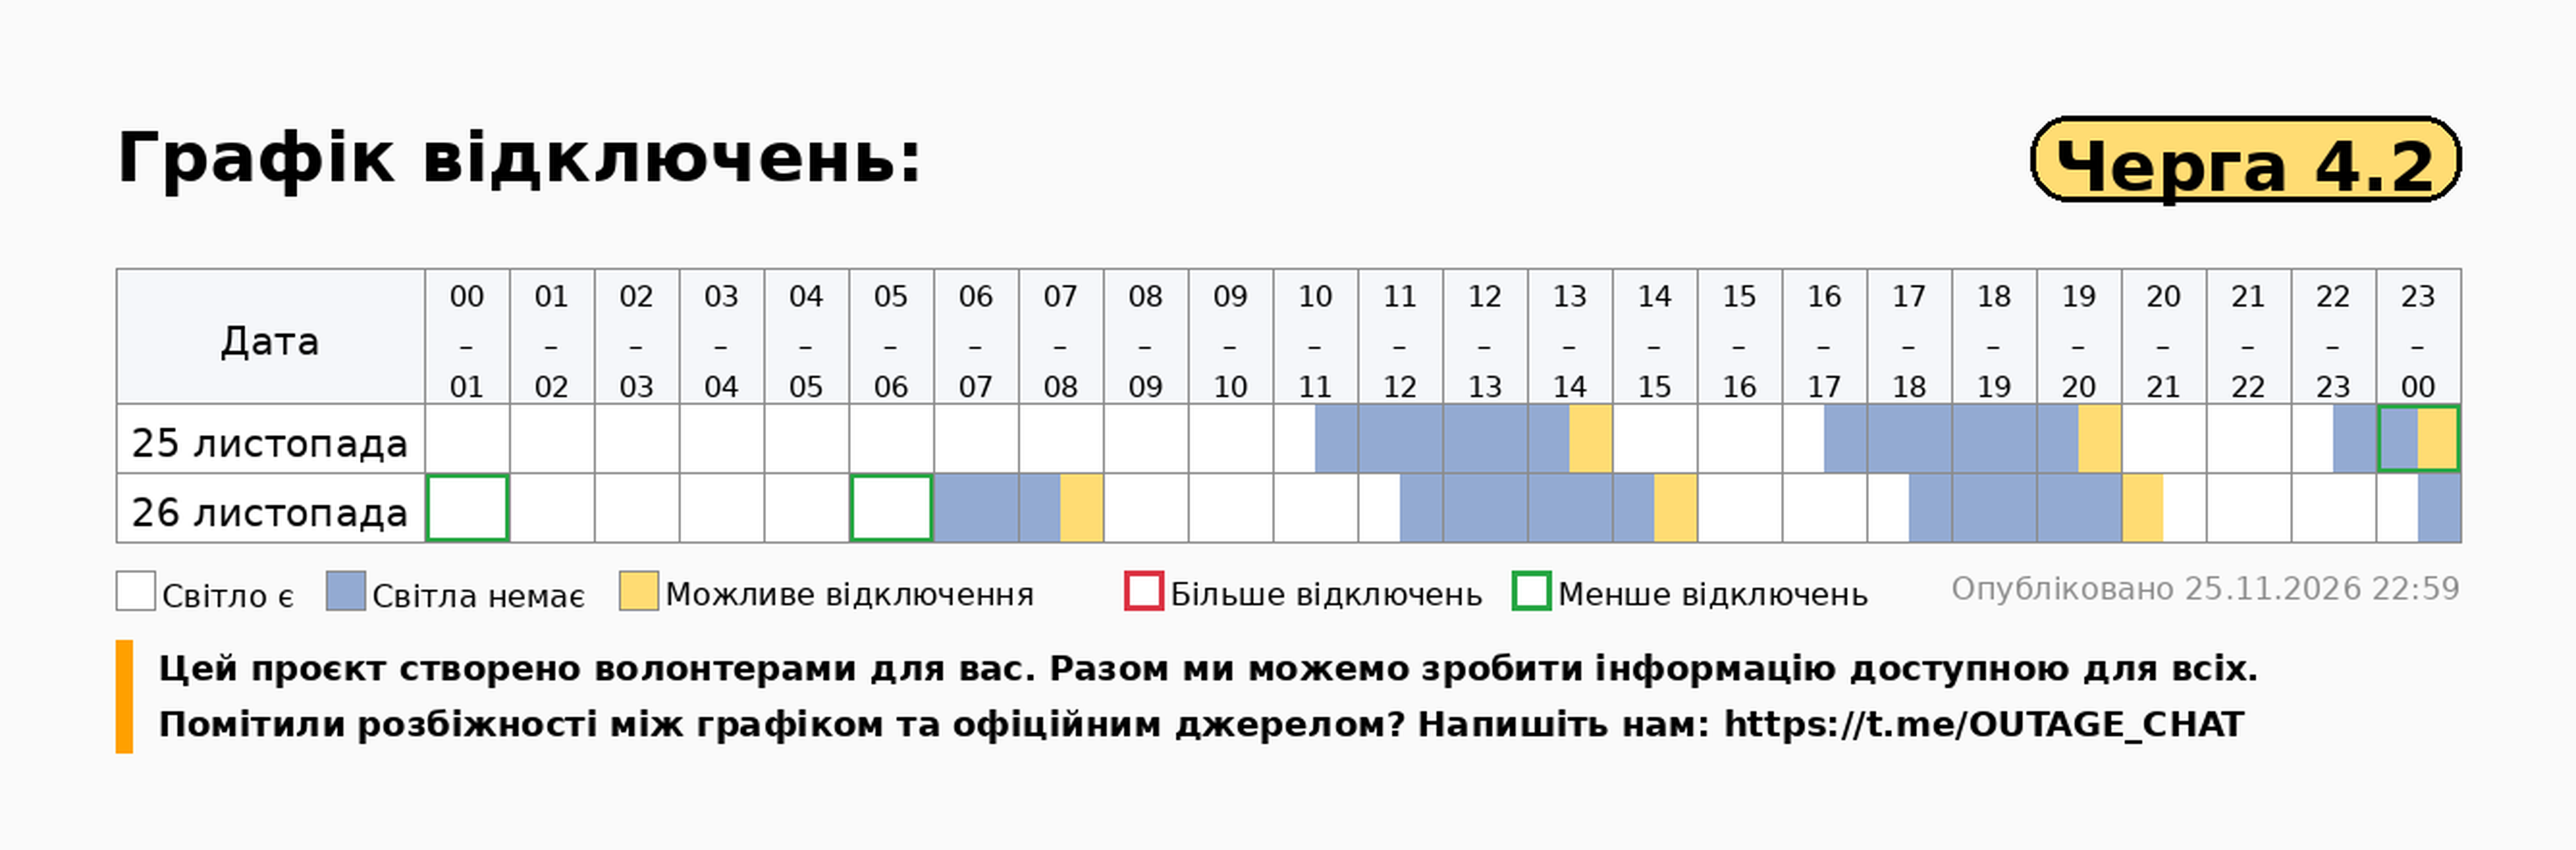 Графік відключень:
Черга 4.2
Дата
00 – 01
01 – 02
02 – 03
03 – 04
04 – 05
05 – 06
06 – 07
07 – 08
08 – 09
09 – 10
10 – 11
11 – 12
12 – 13
13 – 14
14 – 15
15 – 16
16 – 17
17 – 18
18 – 19
19 – 20
20 – 21
21 – 22
22 – 23
23 – 00
25 листопада
26 листопада
Світло є
Світла немає
Можливе відключення
Більше відключень
Менше відключень
Опубліковано 25.11.2026 22:59
Цей проєкт створено волонтерами для вас. Разом ми можемо зробити інформацію доступною для всіх.
Помітили розбіжності між графіком та офіційним джерелом? Напишіть нам: https://t.me/OUTAGE_CHAT